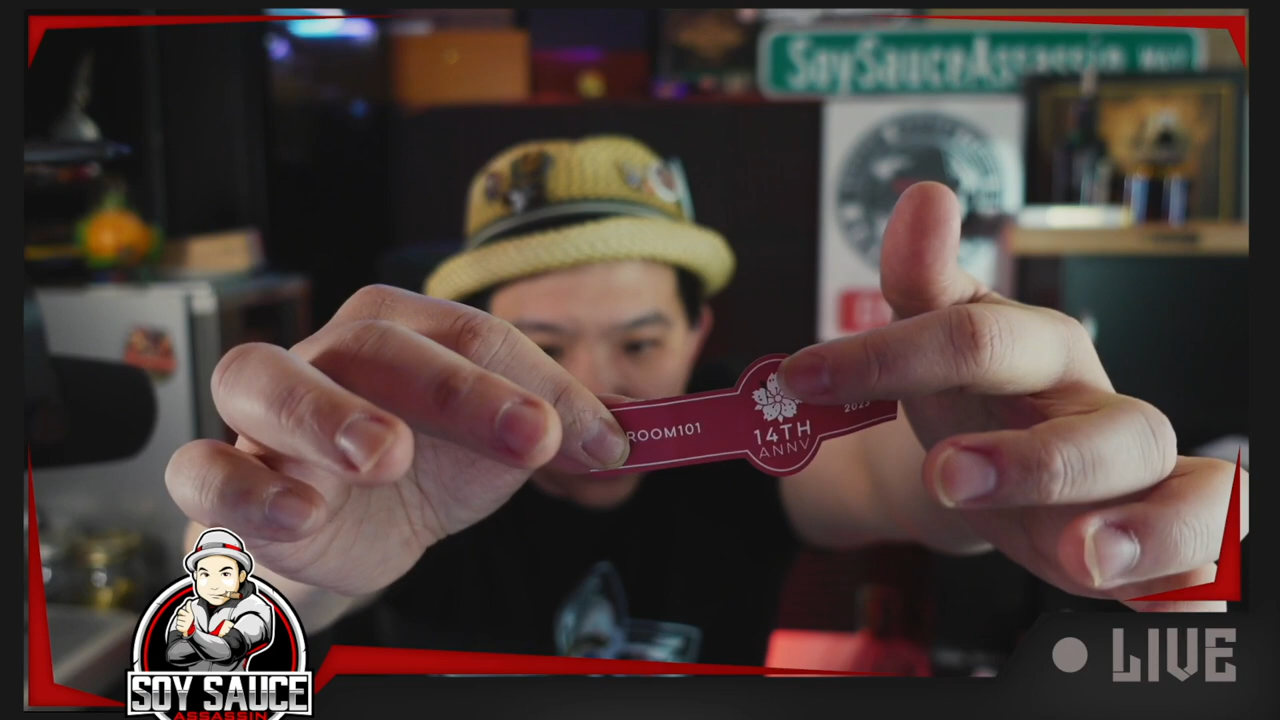 SoySauceAssassin
ROOM101
14TH
ANNV
LIVE
SOY SAUCE
ASSASSIN